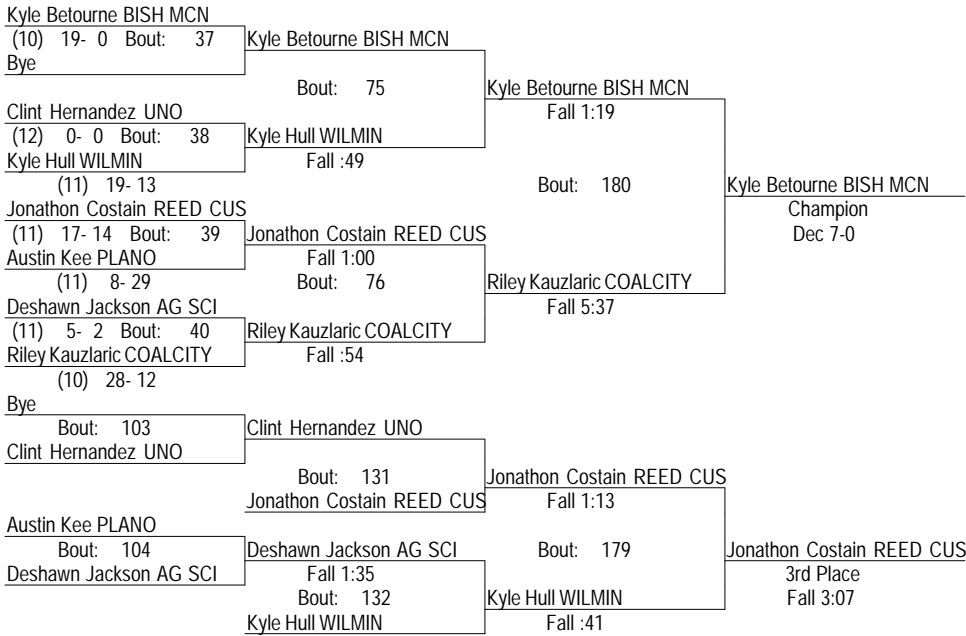 Kyle Betourne BISH MCN
(10) 19- 0 Bout: 37 Kyle Betourne BISH MCN
Bye
Bout: 75 Kyle Betourne BISH MCN
Clint Hernandez UNO Fall 1:19
(12) 0- 0 Bout: 38 Kyle Hull WILMIN
Kyle Hull WILMIN Fall :49
(11) 19- 13 Bout: 180 Kyle Betourne BISH MCN
Jonathon Costain REED CUS Champion
(11) 17- 14 Bout: 39 Jonathon Costain REED CUS Dec 7-0
Austin Kee PLANO Fall 1:00
(11) 8- 29 Bout: 76 Riley Kauzlaric COALCITY
Deshawn Jackson AG SCI Fall 5:37
(11) 5- 2 Bout: 40 Riley Kauzlaric COALCITY
Riley Kauzlaric COALCITY Fall :54
(10) 28- 12
Bye
Bout: 103 Clint Hernandez UNO
Clint Hernandez UNO
Bout: 131 Jonathon Costain REED CUS
Jonathon Costain REED CUS Fall 1:13
Austin Kee PLANO
Bout: 104 Deshawn Jackson AG SCI Bout: 179 Jonathon Costain REED CUS
Deshawn Jackson AG SCI Fall 1:35 3rd Place
Bout: 132 Kyle Hull WILMIN Fall 3:07
Kyle Hull WILMIN Fall :41